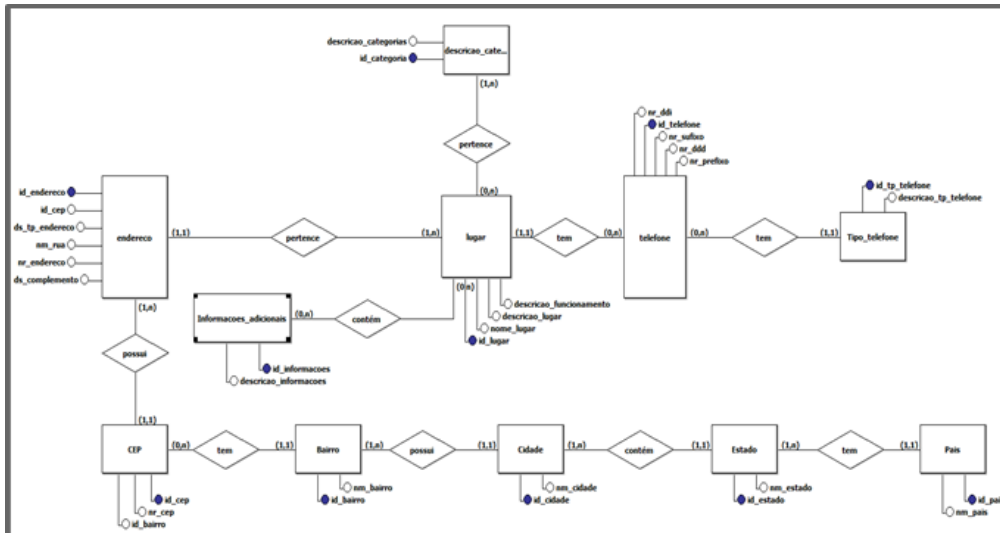 descricao_categorias
id_categoria
descricao_cate...
(1,n)
pertence
(0,n)
nr_ddi
id_telefone
nr_sufixo
nr_ddd
nr_prefixo
id_tp_telefone
descricao_tp_telefone
id_endereco
id_cep
ds_tp_endereco
nm_rua
nr_endereco
ds_complemento
endereco
(1,1)
pertence
(1,n)
lugar
(1,1)
tem
(0,n)
telefone
(0,n)
tem
(1,1)
Tipo_telefone
(0,n)
descricao_funcionamento
descricao_lugar
nome_lugar
id_lugar
(1,n)
Informacoes_adicionais
(0,n)
contém
id_informacoes
descricao_informacoes
possui
(1,1)
CEP
(0,n)
tem
(1,1)
Bairro
(1,n)
possui
(1,1)
Cidade
(1,n)
contém
(1,1)
Estado
(1,n)
tem
(1,1)
Pais
id_cep
nr_cep
id_bairro
nm_bairro
id_bairro
nm_cidade
id_cidade
nm_estado
id_estado
id_pai
nm_pais